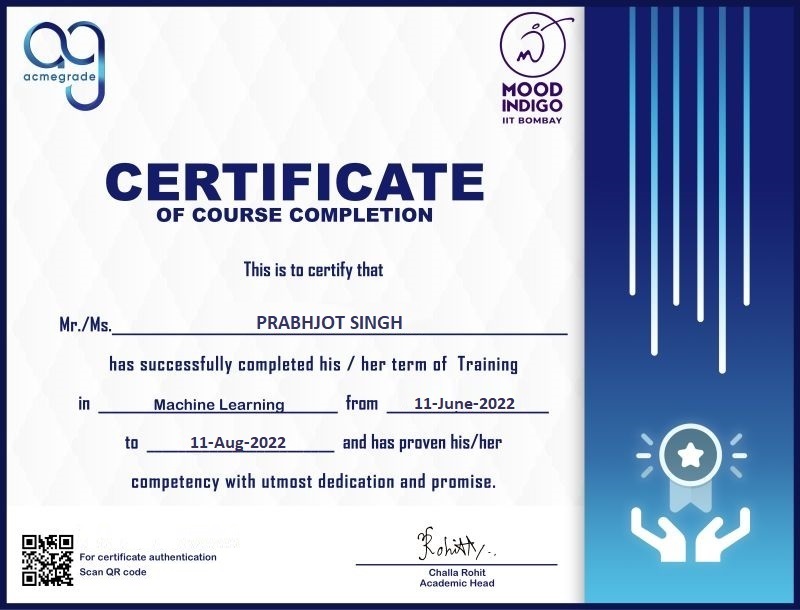 acmegrade
MOOD
INDIGO
IIT BOMBAY
CERTIFICATE
OF COURSE COMPLETION
This is to certify that
Mr./Ms. PRABHJOT SINGH
has successfully completed his / her term of Training
in Machine Learning from 11-June-2022
to 11-Aug-2022 and has proven his/her
competency with utmost dedication and promise.
For certificate authentication
Scan QR code
Rohit
Challa Rohit
Academic Head